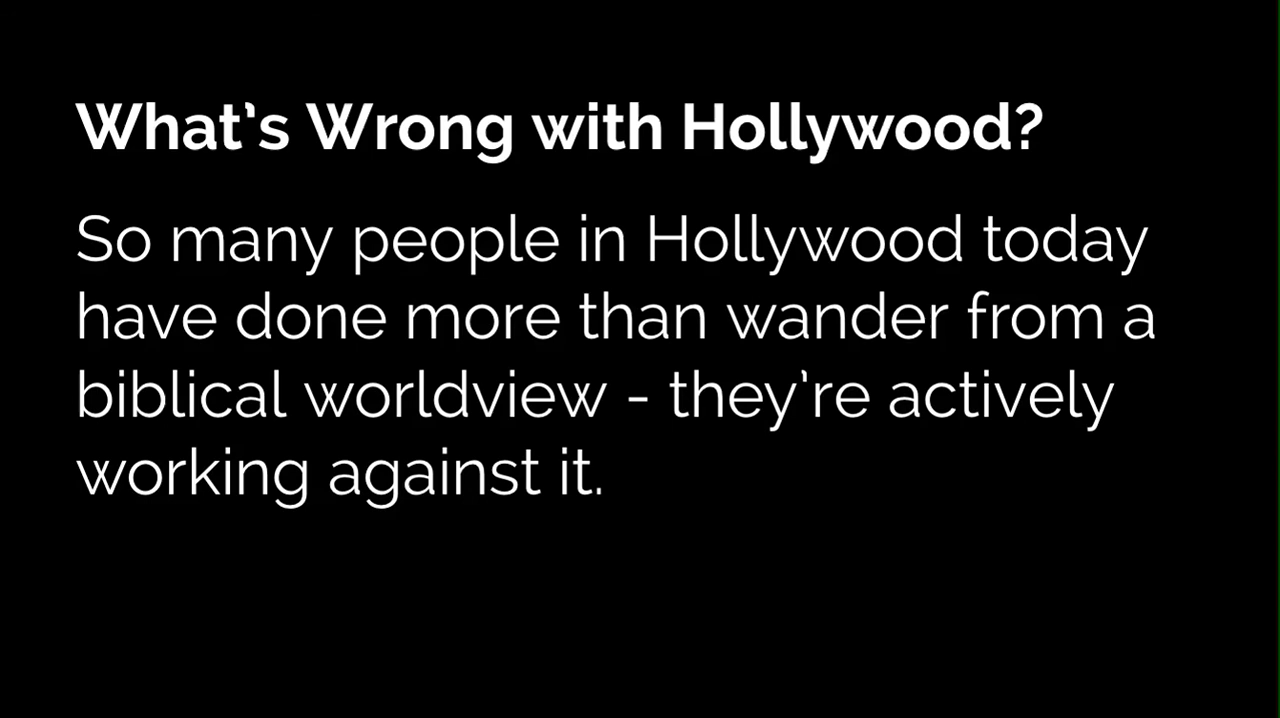 What's Wrong with Hollywood?
So many people in Hollywood today
have done more than wander from a
biblical worldview - they're actively
working against it.